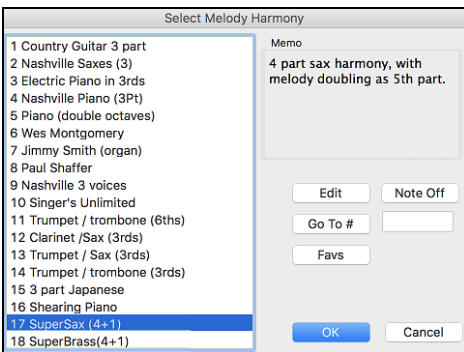 Select Melody Harmony
1 Country Guitar 3 part
2 Nashville Saxes (3)
3 Electric Piano in 3rds
4 Nashville Piano (3Pt)
5 Piano (double octaves)
6 Wes Montgomery
7 Jimmy Smith (organ)
8 Paul Shaffer
9 Nashville 3 voices
10 Singer's Unlimited
11 Trumpet / trombone (6ths)
12 Clarinet /Sax (3rds)
13 Trumpet / Sax (3rds)
14 Trumpet / trombone (3rds)
15 3 part Japanese
16 Shearing Piano
17 SuperSax (4+1)
18 SuperBrass(4+1)
Memo
4 part sax harmony, with
melody doubling as 5th part.
Edit
Note Off
Go To #
Favs
OK
Cancel